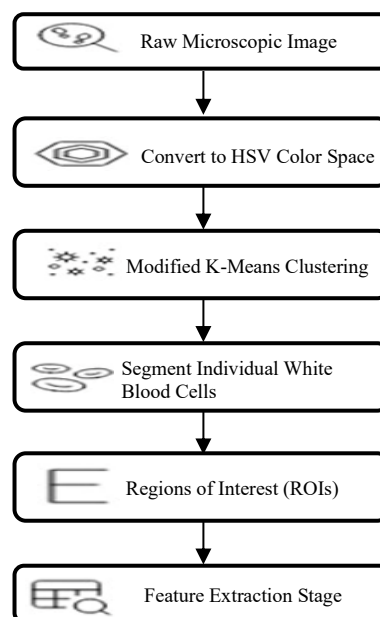 Raw Microscopic Image
Convert to HSV Color Space
Modified K-Means Clustering
Segment Individual White
Blood Cells
Regions of Interest (ROIs)
Feature Extraction Stage